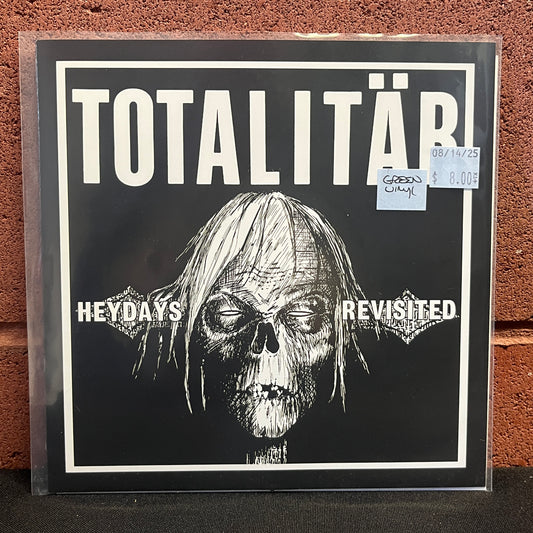 TOTALITÄR
08/14/25
$ 8.00
GREEN
VINYL
HEYDAYS REVISITED